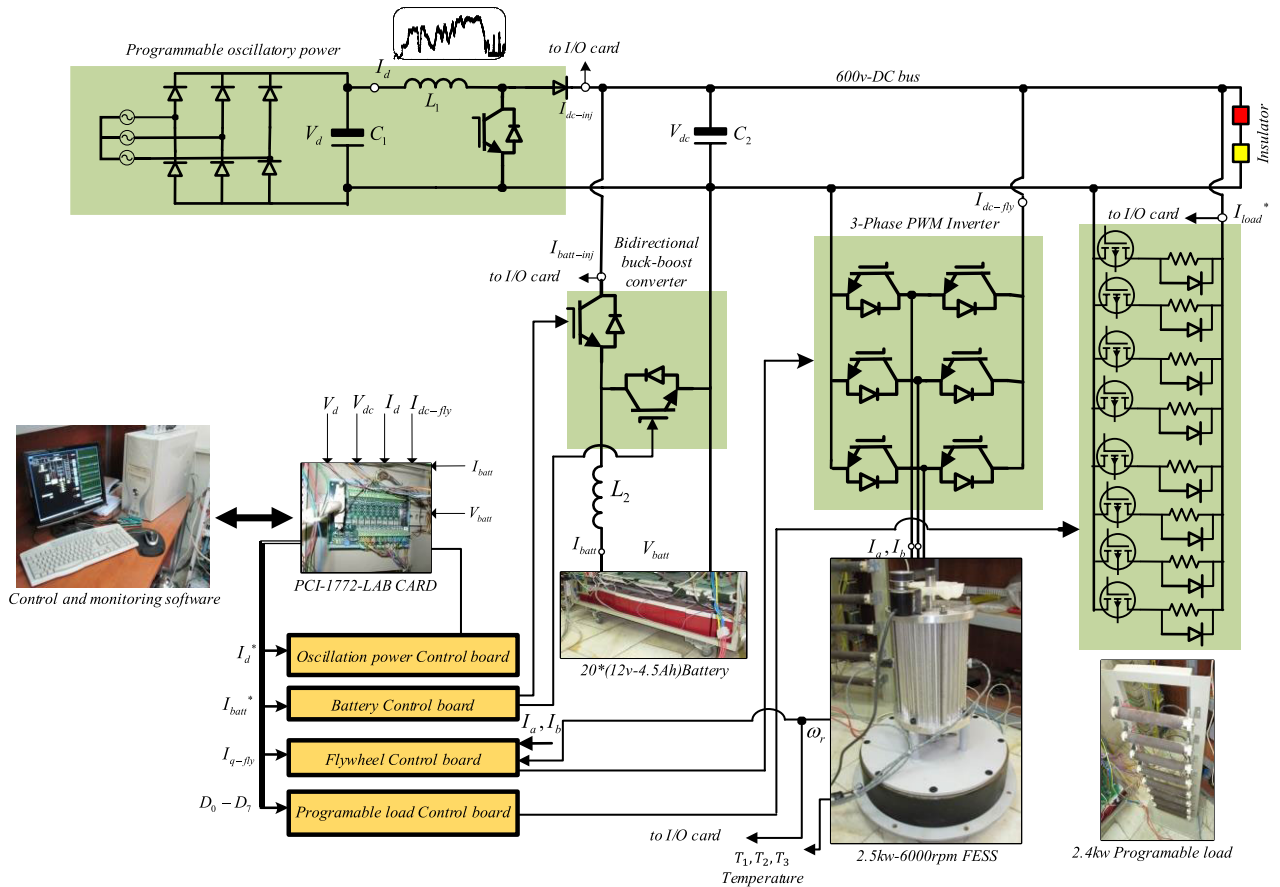 Programmable oscillatory power
to I/O card
I_d
L_1
I_dc-inj
600v-DC bus
V_d
C_1
V_dc
C_2
Insulator
I_dc-fly
to I/O card
I_load*
3-Phase PWM Inverter
I_batt-inj
Bidirectional
buck-boost
converter
to I/O card
V_d
V_dc
I_d
I_dc-fly
I_batt
V_batt
L_2
I_batt
V_batt
I_a, I_b
PCI-1772-LAB CARD
Control and monitoring software
I_d*
Oscillation power Control board
20*(12v-4.5Ah)Battery
I_batt*
Battery Control board
I_a, I_b
ω_r
I_q-fly
Flywheel Control board
D_0 – D_7
Programable load Control board
to I/O card
T_1, T_2, T_3
Temperature
2.5kw-6000rpm FESS
2.4kw Programable load